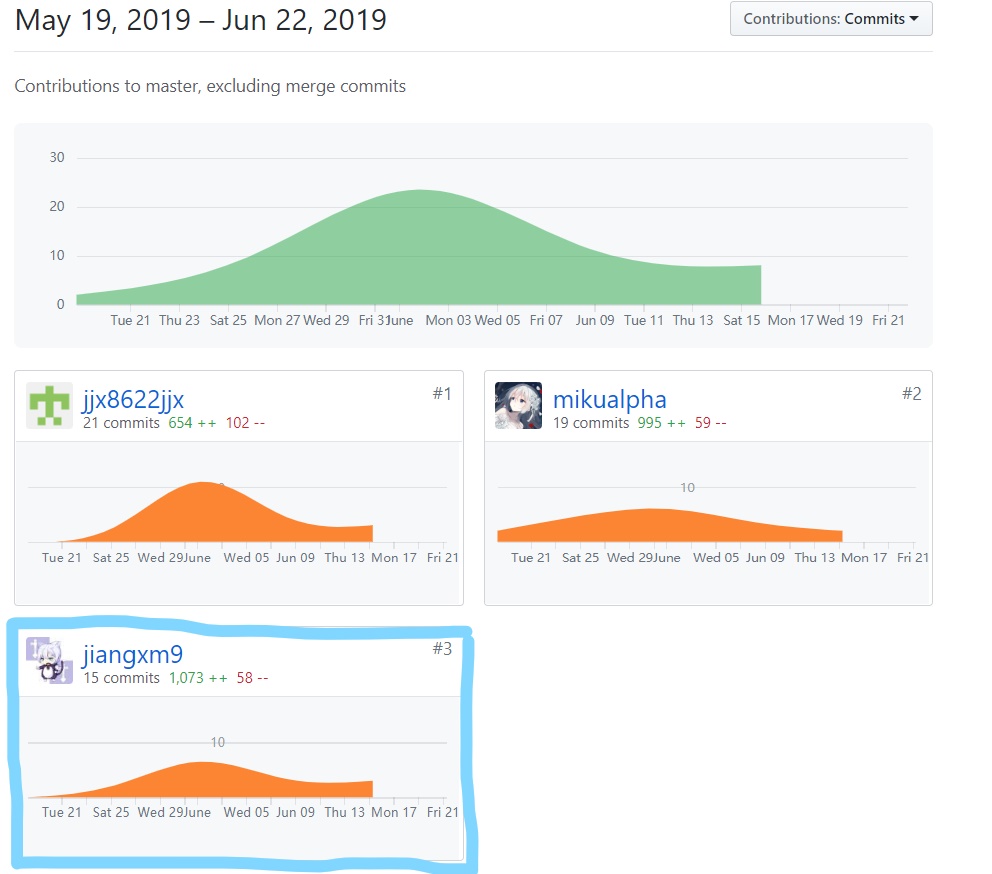 May 19, 2019 – Jun 22, 2019
Contributions: Commits
Contributions to master, excluding merge commits
30
20
10
0
Tue 21 Thu 23 Sat 25 Mon 27 Wed 29 Fri 31 June Mon 03 Wed 05 Fri 07 Jun 09 Tue 11 Thu 13 Sat 15 Mon 17 Wed 19 Fri 21
jjx8622jjx
#1
21 commits 654 ++ 102 --
Tue 21 Sat 25 Wed 29 June Wed 05 Jun 09 Thu 13 Mon 17 Fri 21
mikualpha
#2
19 commits 995 ++ 59 --
10
Tue 21 Sat 25 Wed 29 June Wed 05 Jun 09 Thu 13 Mon 17 Fri 21
jiangxm9
#3
15 commits 1,073 ++ 58 --
10
Tue 21 Sat 25 Wed 29 June Wed 05 Jun 09 Thu 13 Mon 17 Fri 21